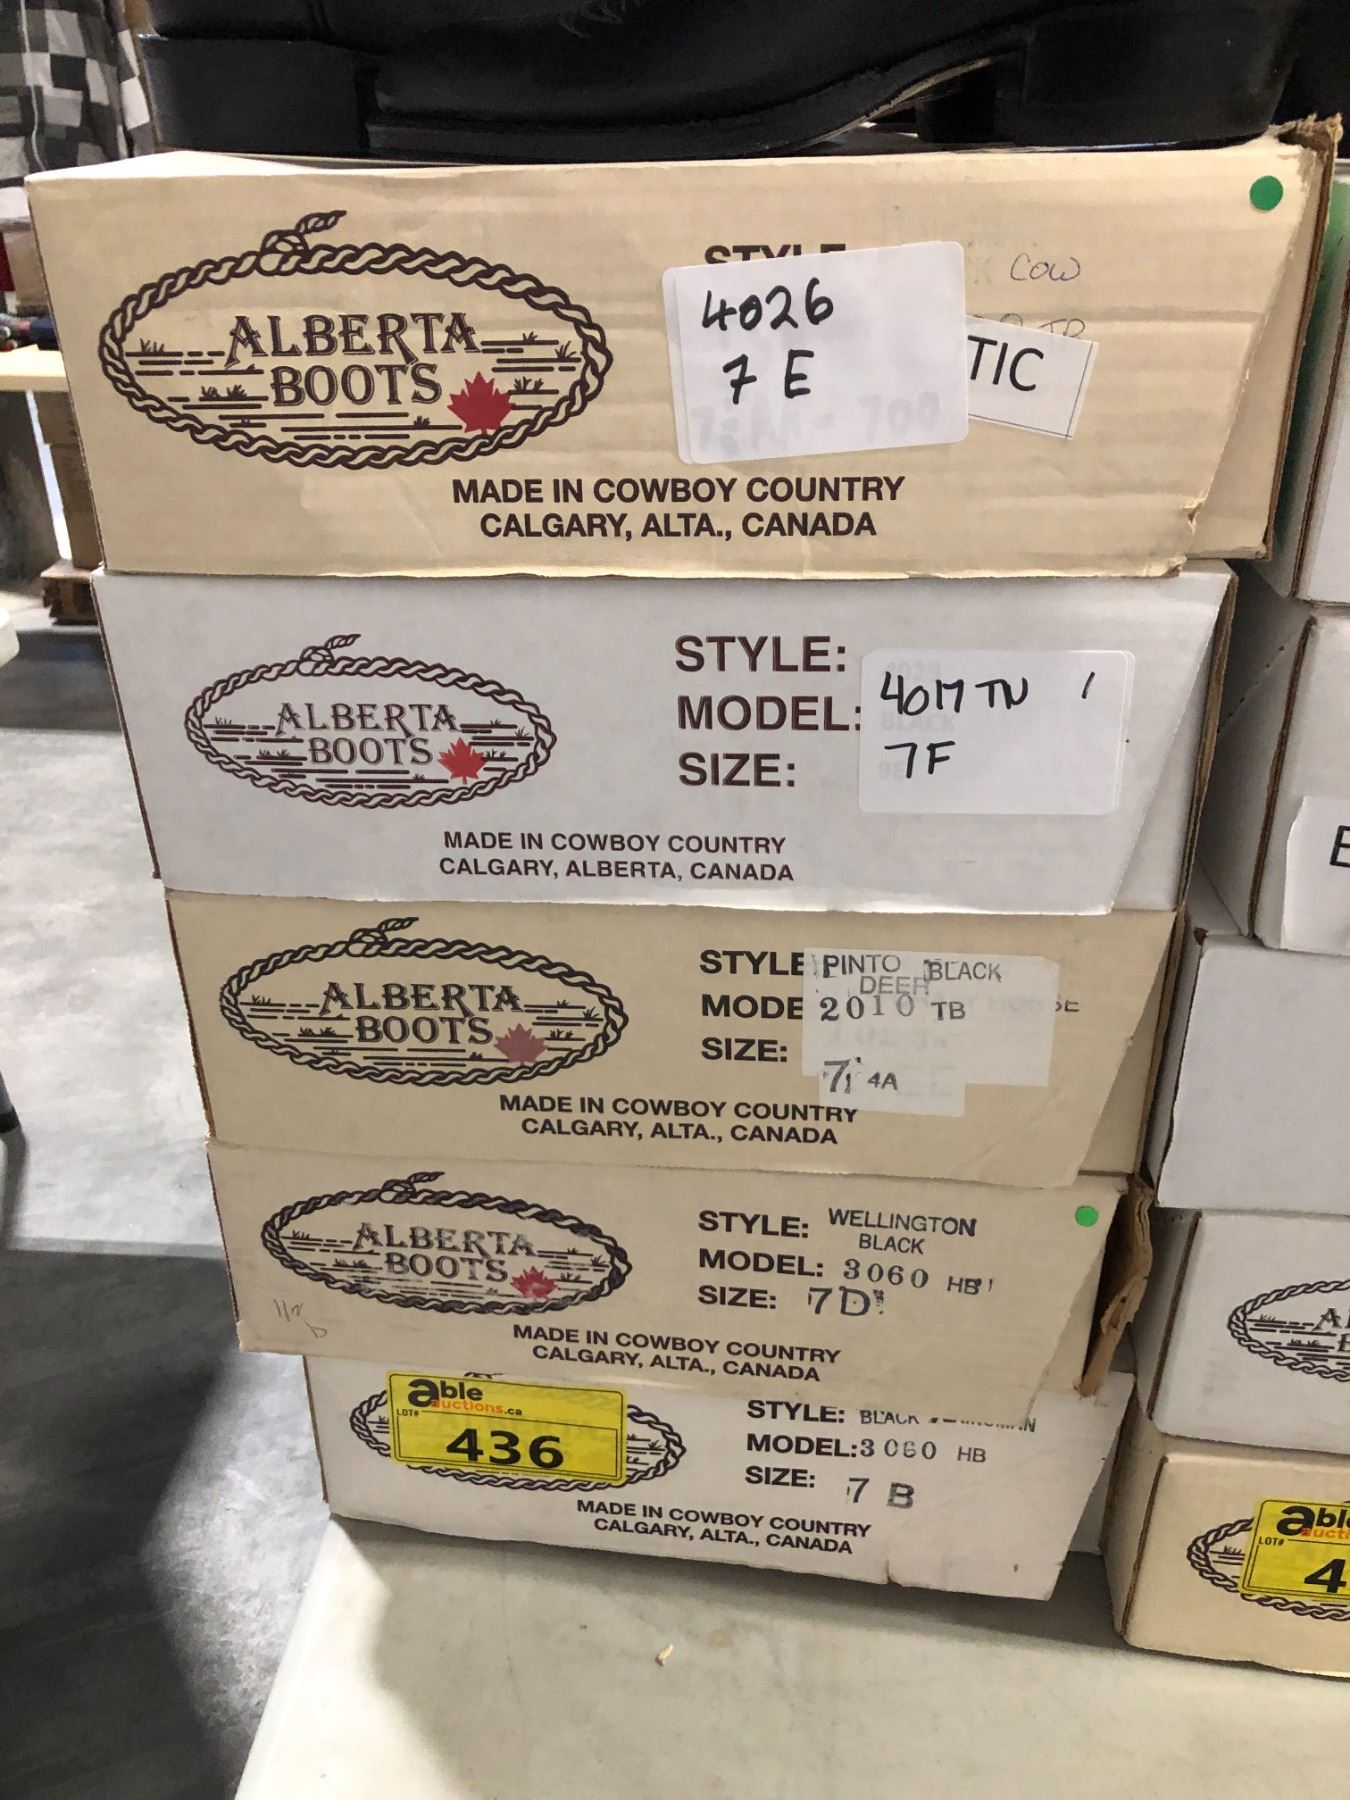 ALBERTA
BOOTS
STYLE
COW
4026
7 E
TIC
MADE IN COWBOY COUNTRY
CALGARY, ALTA., CANADA
ALBERTA
BOOTS
STYLE:
MODEL:
SIZE:
4017 TN
7F
MADE IN COWBOY COUNTRY
CALGARY, ALBERTA, CANADA
ALBERTA
BOOTS
STYLE PINTO BLACK
DEER
MODE 2010 TB
SIZE: 7 4A
MADE IN COWBOY COUNTRY
CALGARY, ALTA., CANADA
ALBERTA
BOOTS
STYLE: WELLINGTON
BLACK
MODEL: 3060 HB
SIZE: 7D
MADE IN COWBOY COUNTRY
CALGARY, ALTA., CANADA
able
auctions.ca
LOT#
436
STYLE: BLACK
MODEL: 3060 HB
SIZE: 7 B
MADE IN COWBOY COUNTRY
CALGARY, ALTA., CANADA
LOT#
4